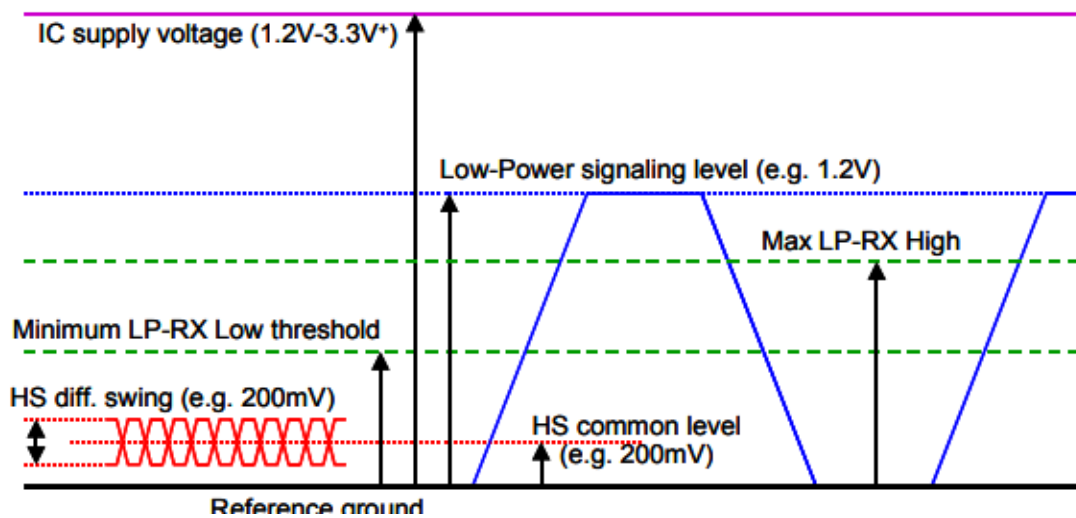 IC supply voltage (1.2V-3.3V⁺)
Low-Power signaling level (e.g. 1.2V)
Max LP-RX High
Minimum LP-RX Low threshold
HS diff. swing (e.g. 200mV)
HS common level
(e.g. 200mV)
Reference ground